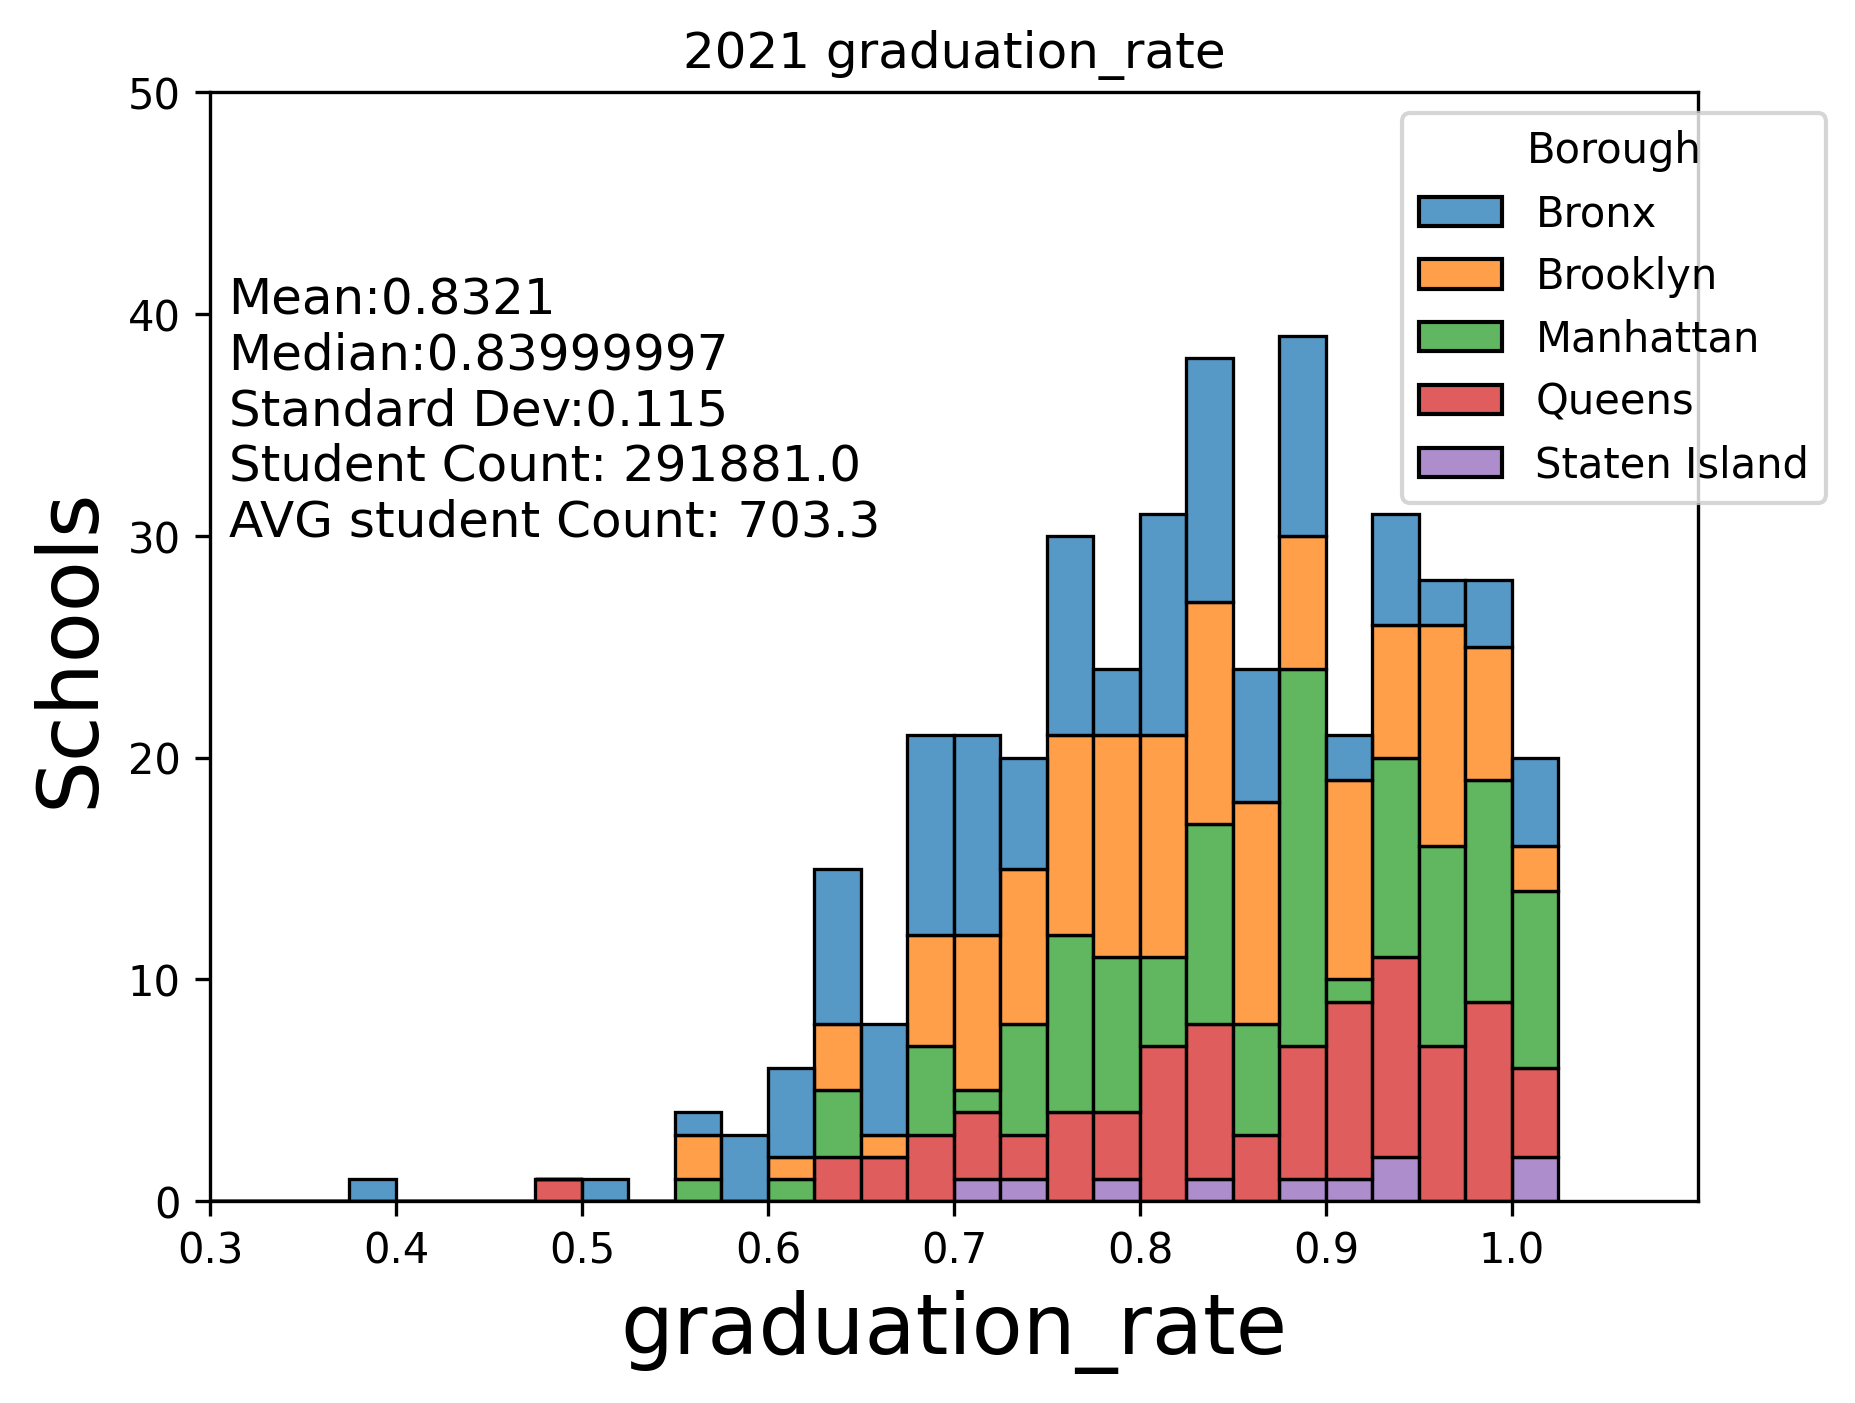 2021 graduation_rate
50
40
30
20
10
0
Schools
Mean:0.8321
Median:0.83999997
Standard Dev:0.115
Student Count: 291881.0
AVG student Count: 703.3
Borough
Bronx
Brooklyn
Manhattan
Queens
Staten Island
0.3 0.4 0.5 0.6 0.7 0.8 0.9 1.0
graduation_rate